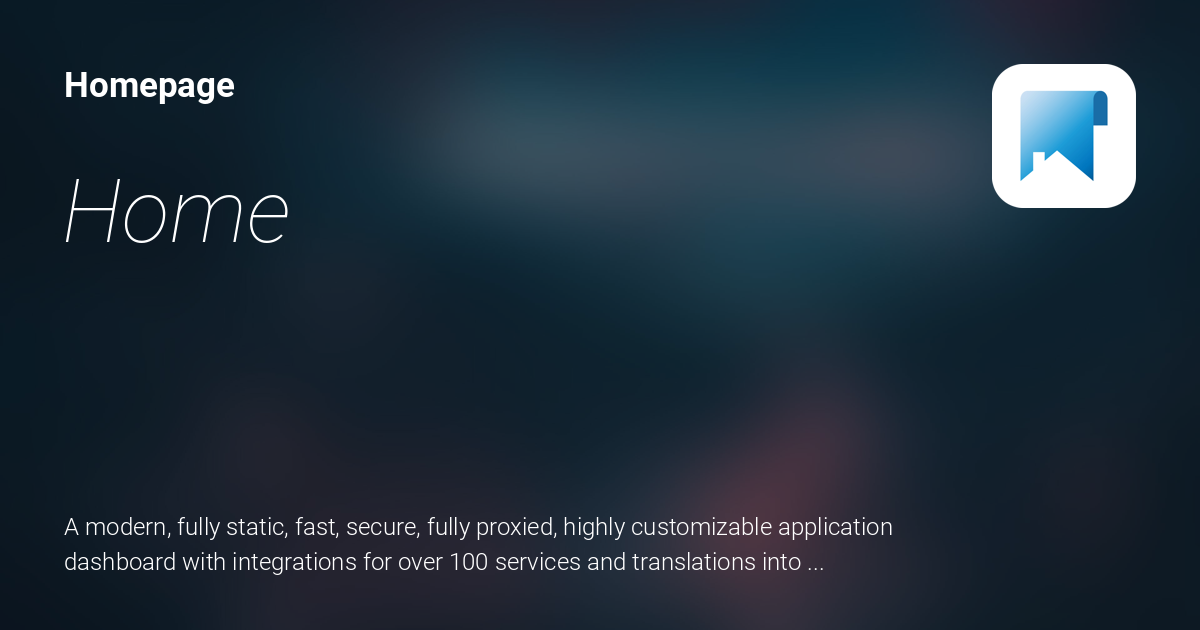 Homepage
Home
A modern, fully static, fast, secure, fully proxied, highly customizable application
dashboard with integrations for over 100 services and translations into ...